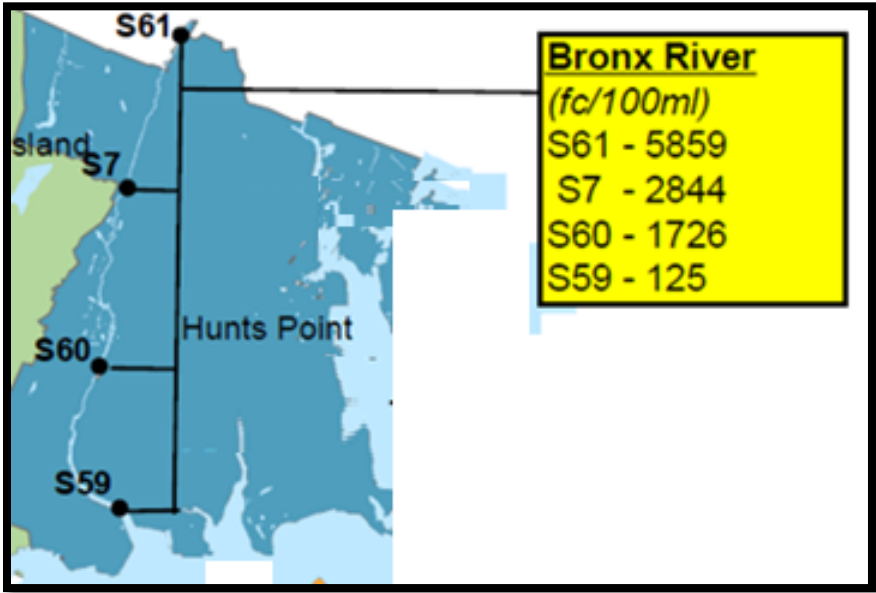 S61
Bronx River
(fc/100ml)
S61 - 5859
S7 - 2844
S60 - 1726
S59 - 125
sland
S7
Hunts Point
S60
S59